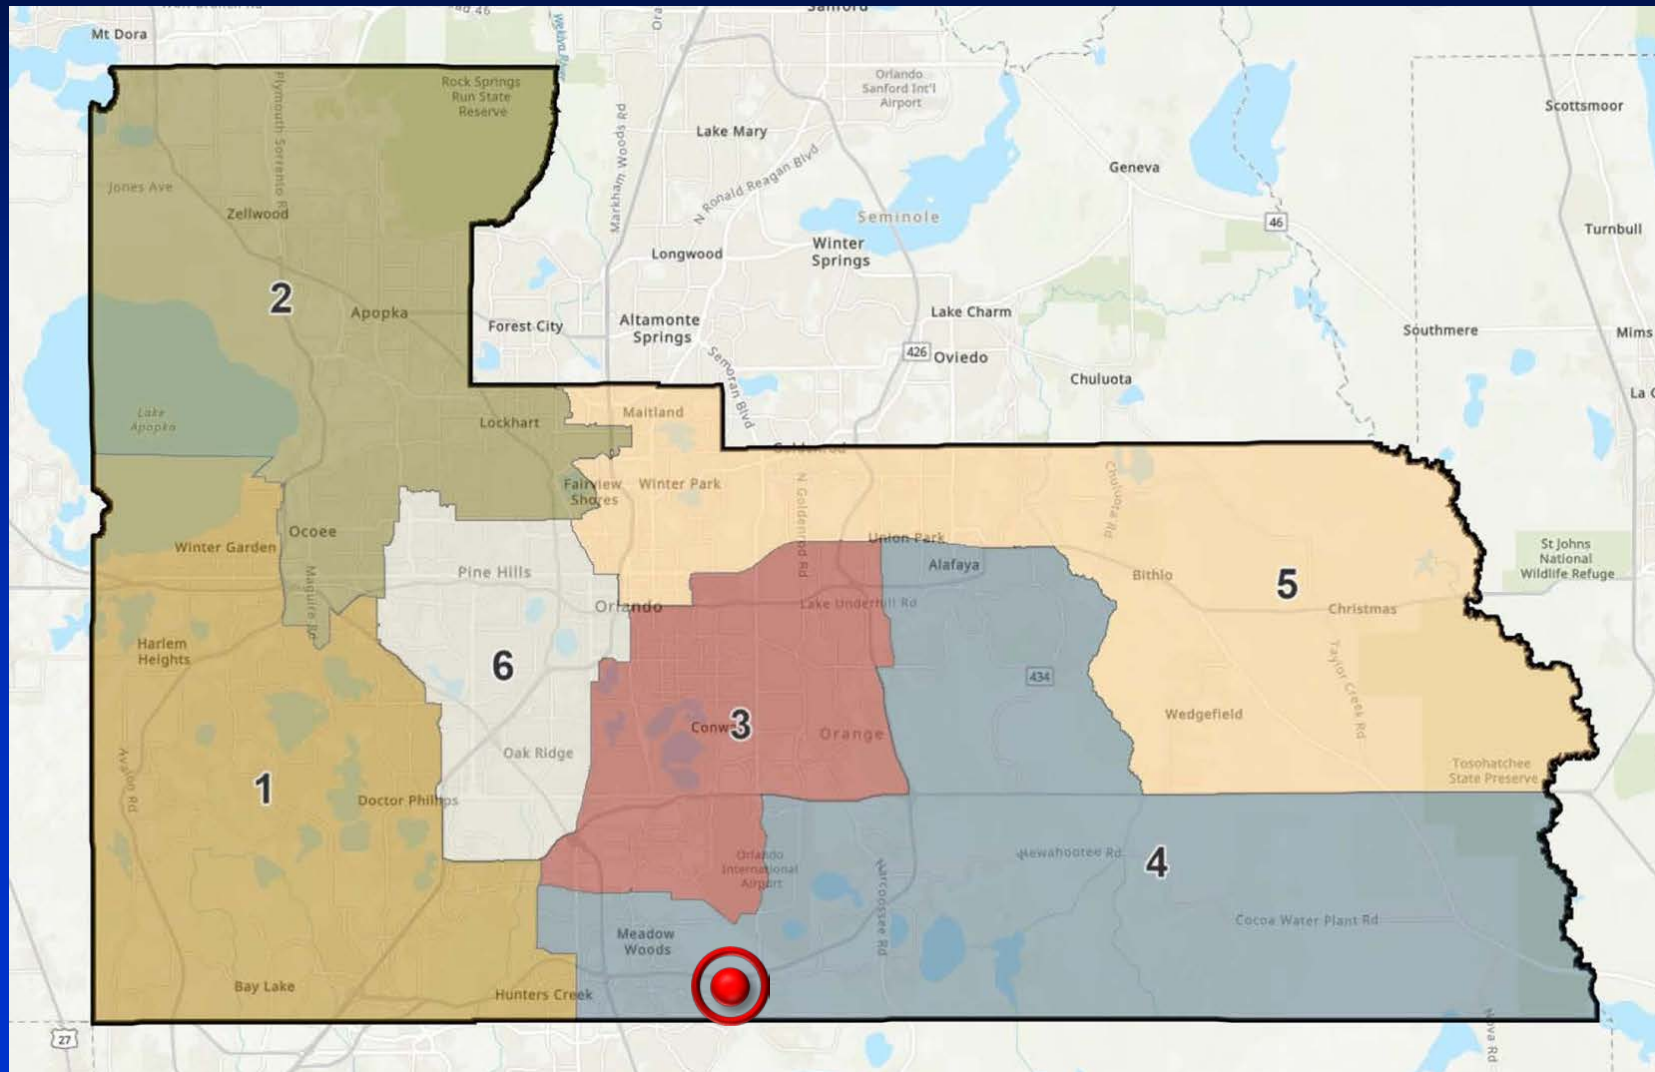 Sanford
Mt Dora
Rock Springs
Run State
Reserve
Plymouth Sorrento R
Orlando
Sanford Int'l
Airport
Scottsmoor
Markham Woods Rd
Lake Mary
N Ronald Reagan Blvd
Geneva
Jones Ave
Zellwood
Seminole
46
Turnbull
Longwood
Winter
Springs
2
Apopka
Forest City
Altamonte
Springs
Lake Charm
Southmere
Mims
426
Oviedo
Semoran Blvd
Chuluota
Lake
Apopka
Lockhart
Maitland
Fairview
Shores
Winter Park
N Goldenrod Rd
Chuluota Rd
Ocoee
Winter Garden
Union Park
St Johns
National
Wildlife Refuge
Pine Hills
Alafaya
Bithlo
5
Maguire Rd
Orlando
Lake Underhill Rd
Christmas
Harlem
Heights
6
434
Taylor Creek Rd
Wedgefield
Conw
3
Orange
Oak Ridge
Avalon Rd
1
Doctor Phillips
Tosohatchee
State Preserve
Orlando
International
Airport
Wewahootee Rd
4
Narcoossee Rd
Cocoa Water Plant Rd
Meadow
Woods
Bay Lake
Hunters Creek
27
Nova Rd